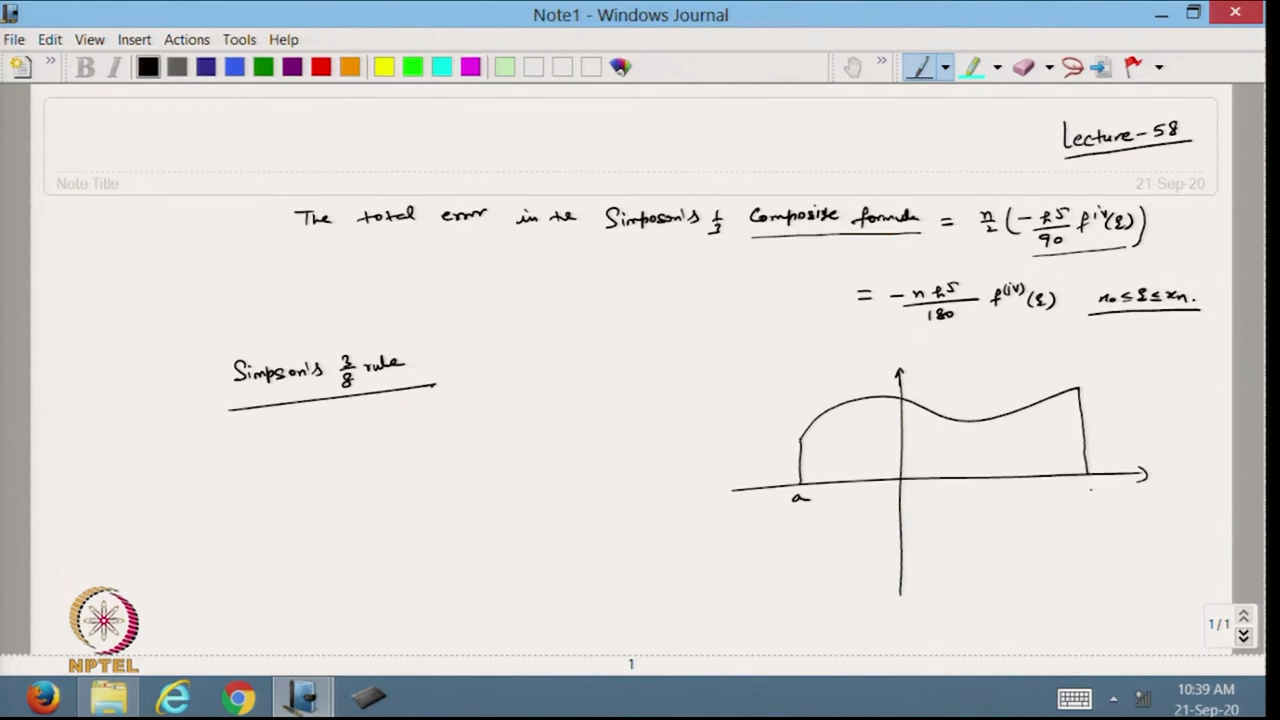 Note1 - Windows Journal
File Edit View Insert Actions Tools Help
B I
Lecture-58
Note Title
21-Sep-20
The total error in the Simposon's 1/3 Composite formula = n/2 (-h^5/90 f^iv(ξ))
= -nh^5/180 f^(iv)(ξ) x₀ ≤ ξ ≤ xn.
Simpson's 3/8 rule
a
1/1
NPTEL
1
10:39 AM
21-Sep-20